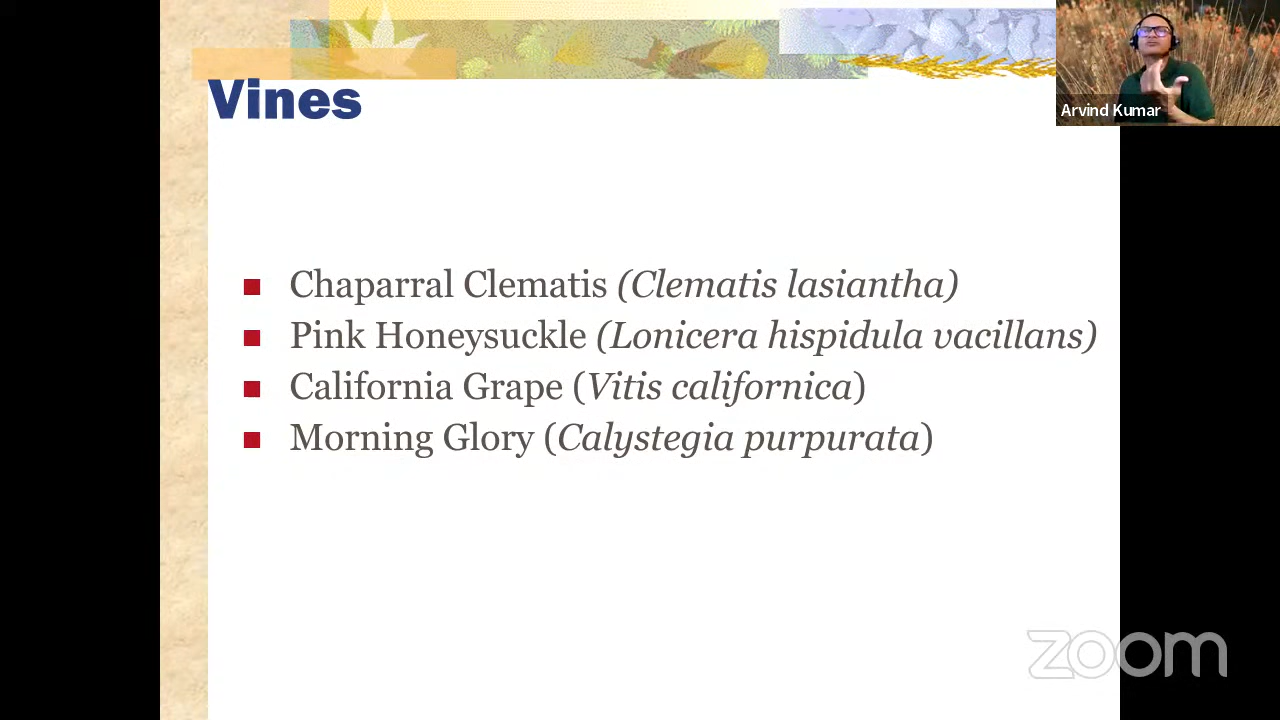 Vines
Arvind Kumar
Chaparral Clematis (Clematis lasiantha)
Pink Honeysuckle (Lonicera hispidula vacillans)
California Grape (Vitis californica)
Morning Glory (Calystegia purpurata)
zoom